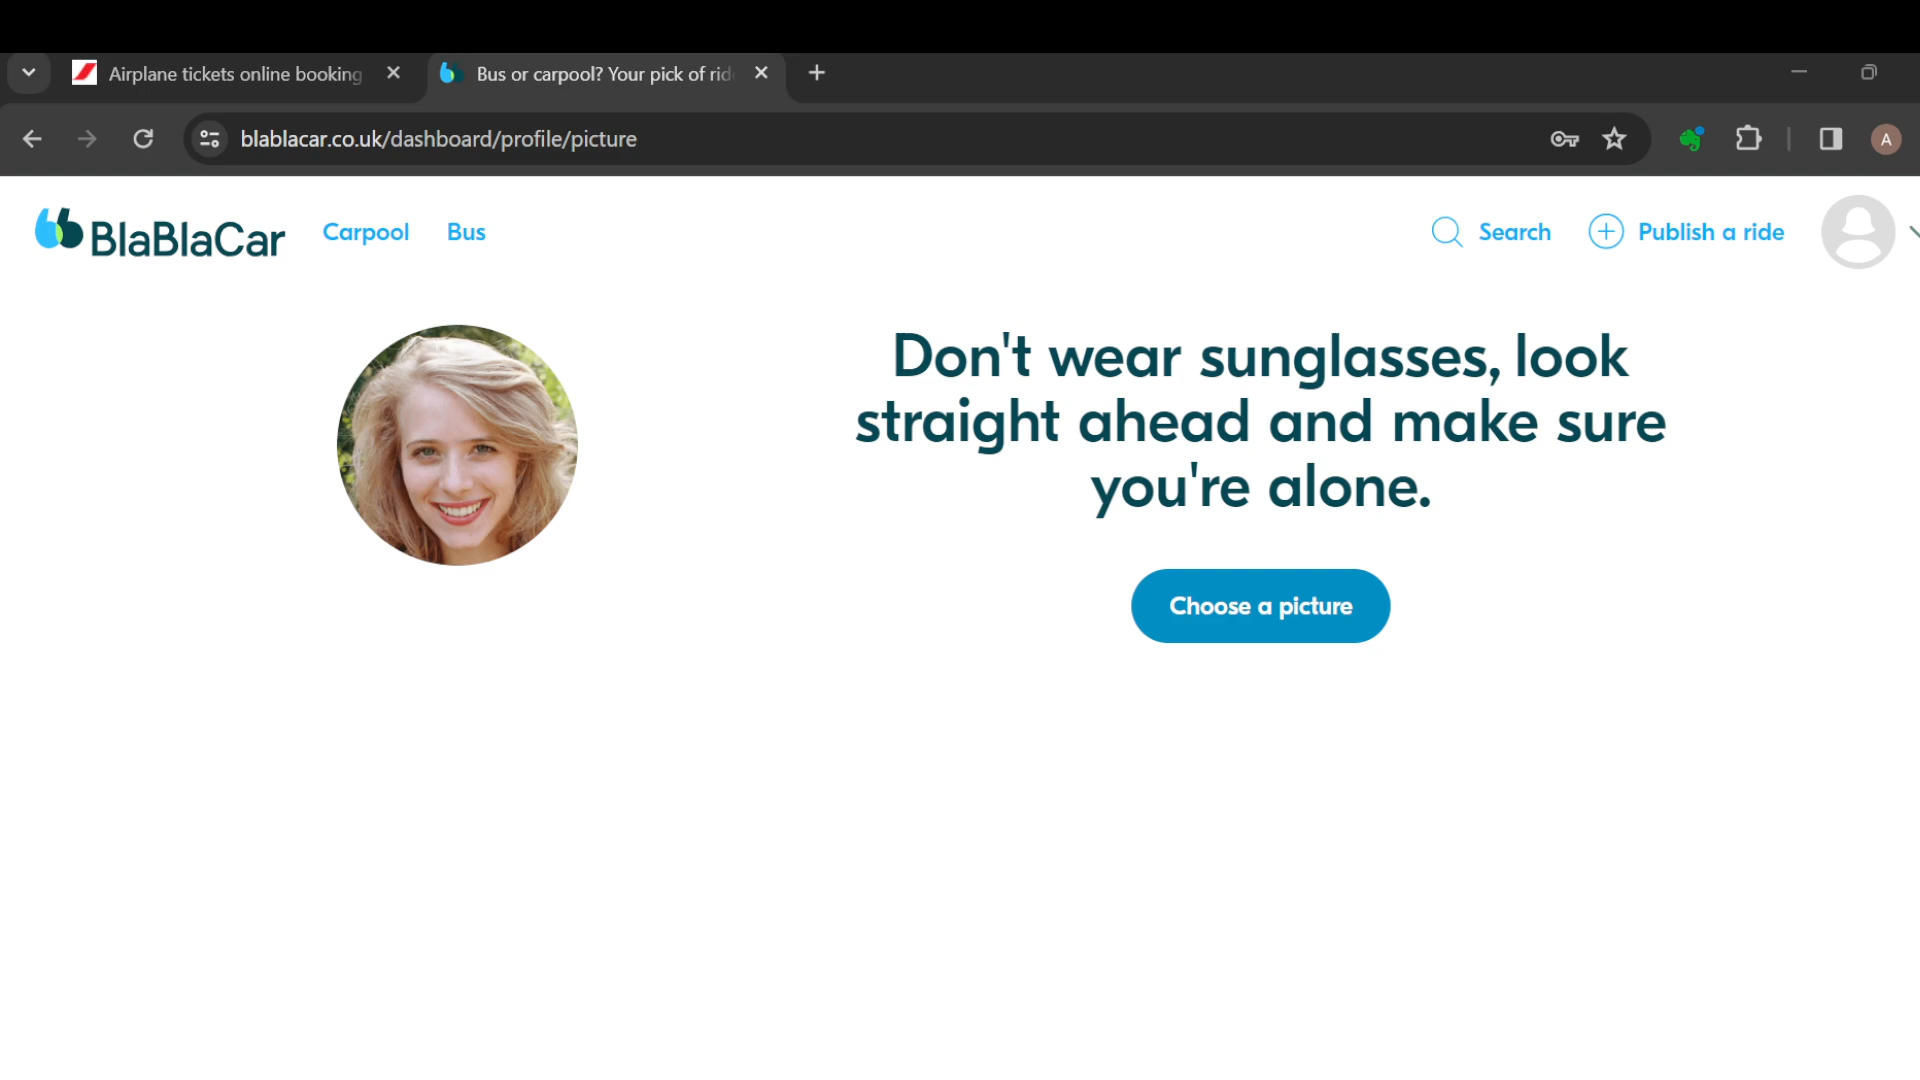 Airplane tickets online booking
Bus or carpool? Your pick of rid
blablacar.co.uk/dashboard/profile/picture
A
BlaBlaCar
Carpool
Bus
Search
Publish a ride
Don't wear sunglasses, look
straight ahead and make sure
you're alone.
Choose a picture